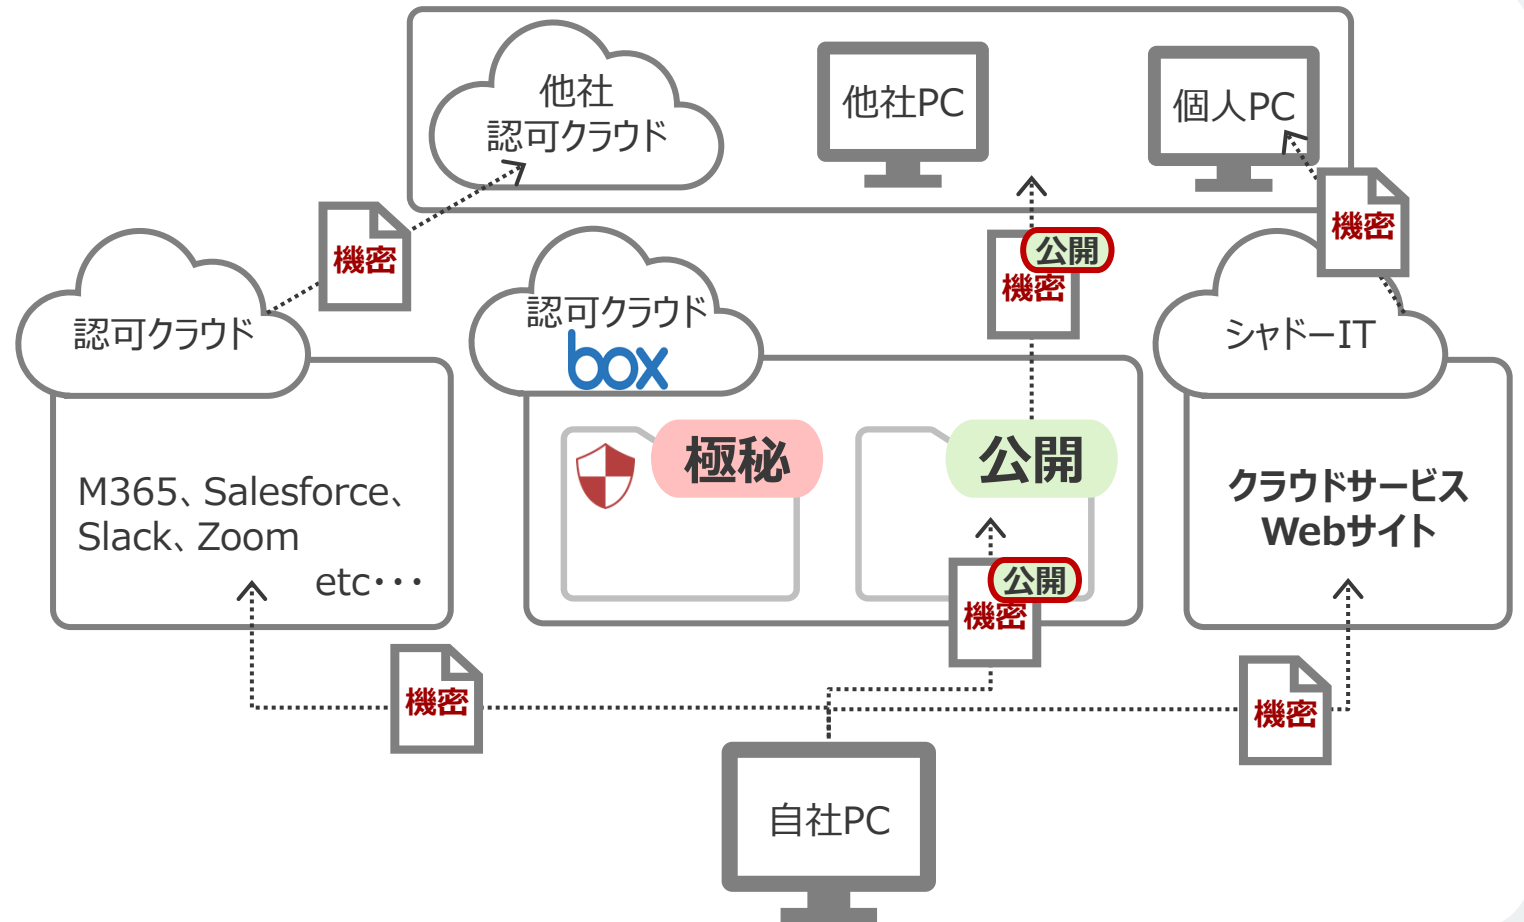 他社
認可クラウド
他社PC
個人PC
機密
機密
公開
機密
認可クラウド
認可クラウド
box
シャドーIT
極秘
公開
M365、Salesforce、
Slack、Zoom
etc・・・
クラウドサービス
Webサイト
公開
機密
機密
機密
自社PC